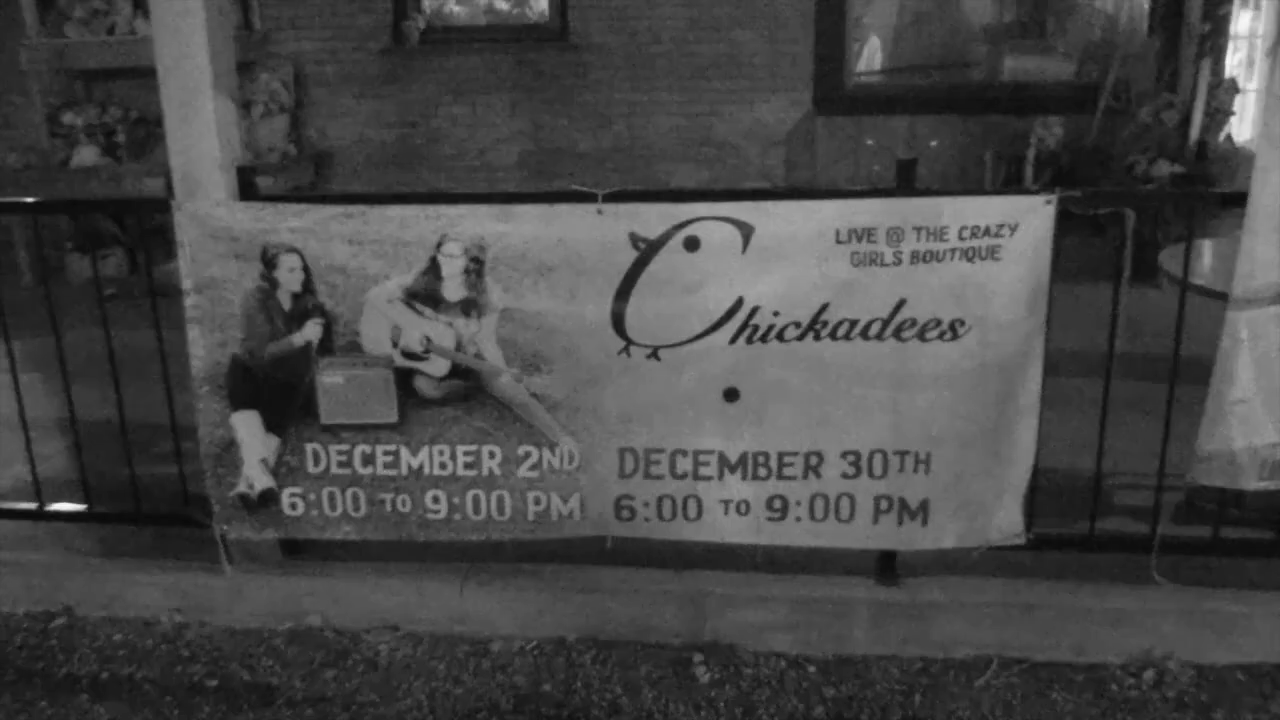 LIVE @ THE CRAZY
GIRLS BOUTIQUE
Chickadees
DECEMBER 2ND
6:00 TO 9:00 PM
DECEMBER 30TH
6:00 TO 9:00 PM